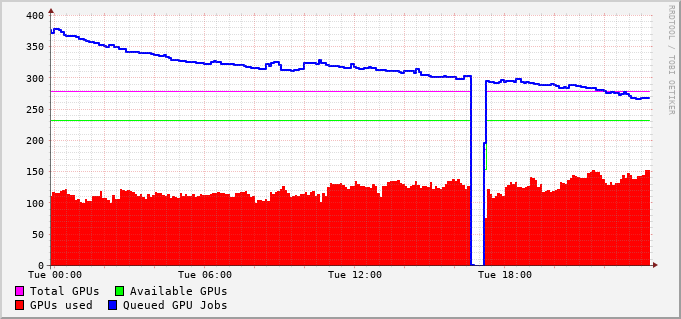 400
350
300
250
200
150
100
50
0
Tue 00:00 Tue 06:00 Tue 12:00 Tue 18:00
Total GPUs Available GPUs
GPUs used Queued GPU Jobs
RRDTOOL / TOBI OETIKER